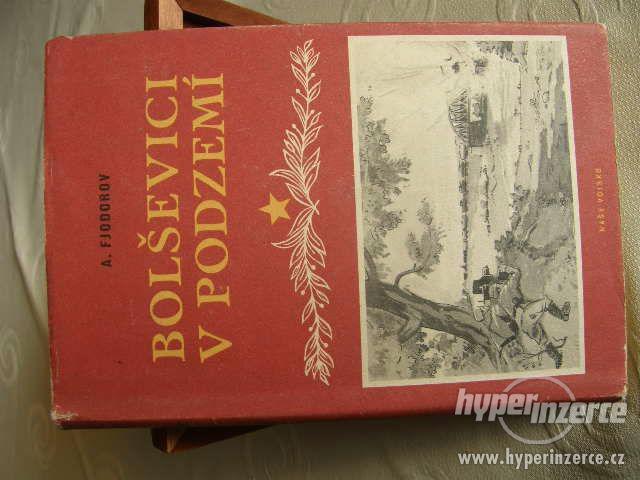 A. FJODOROV
BOLŠEVICI
V PODZEMÍ
NAŠE VOJSKO
hyperinzerce
www.hyperinzerce.cz